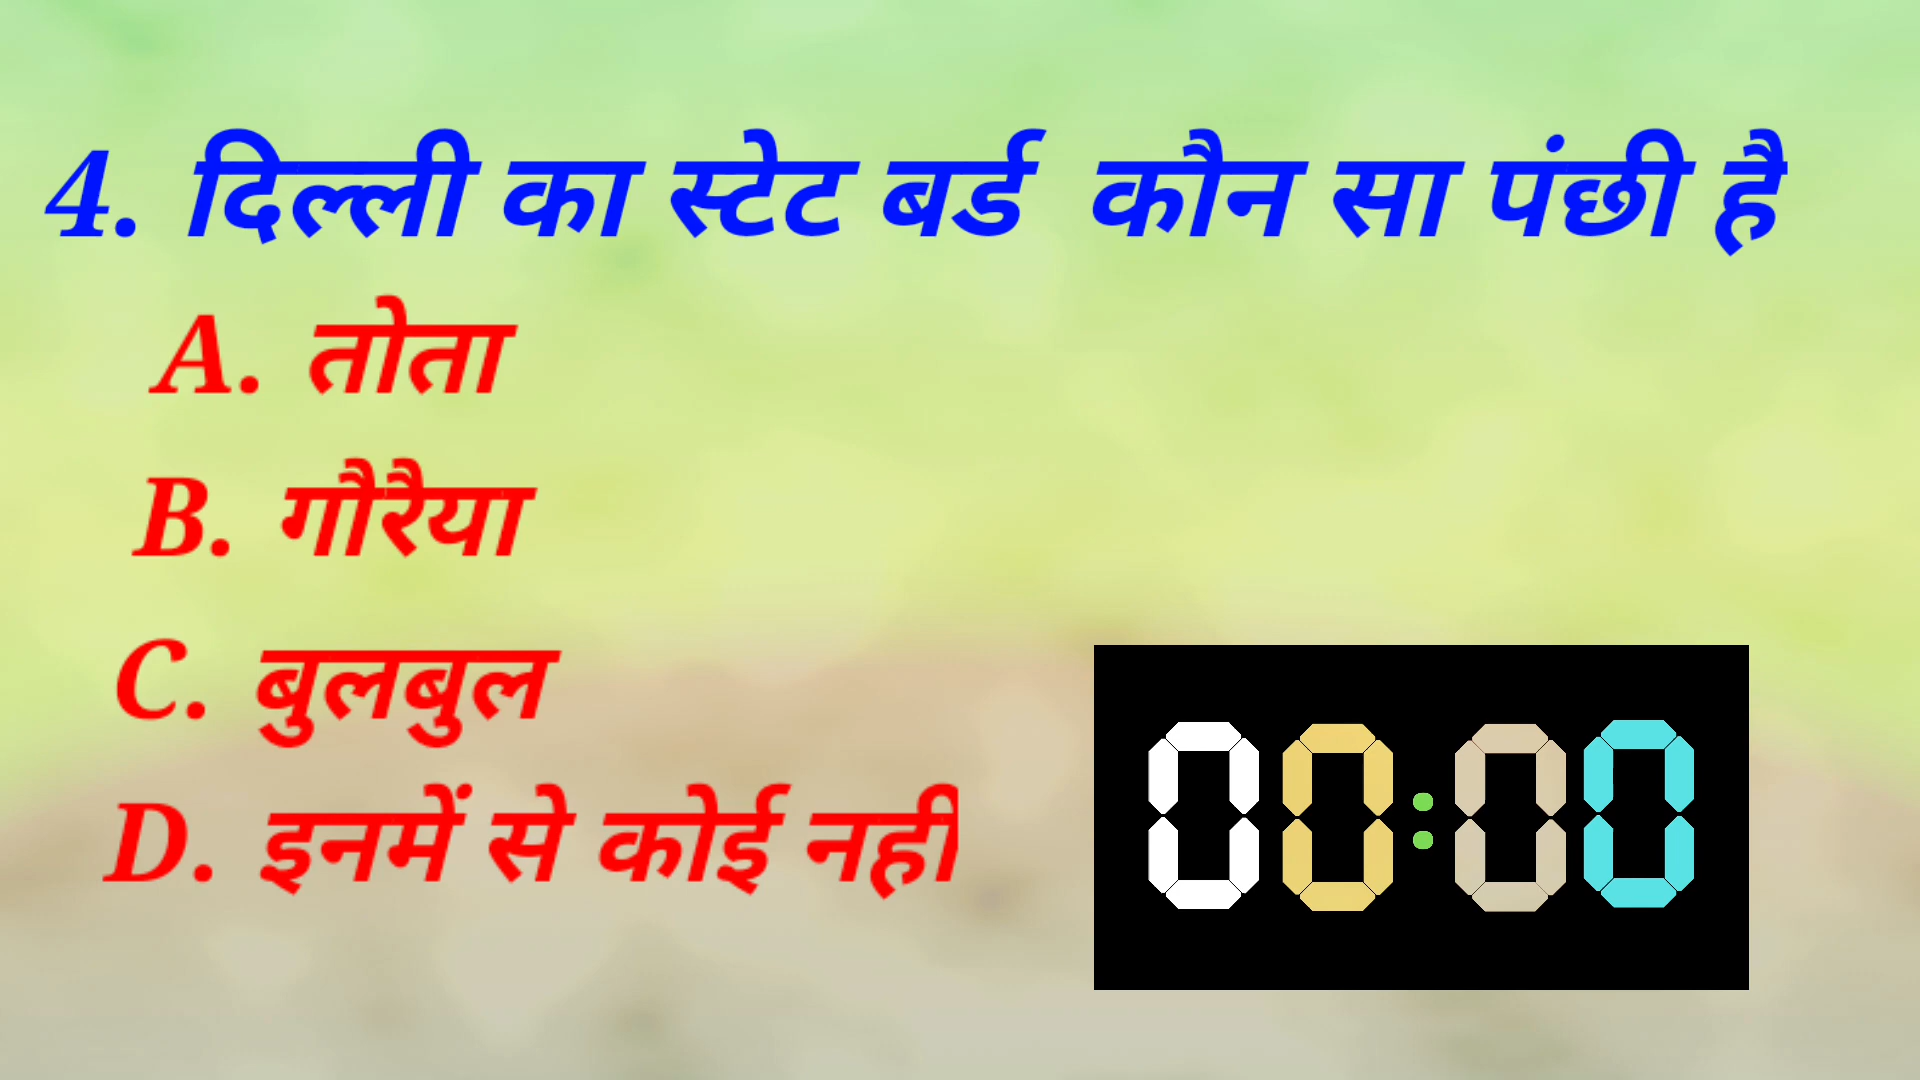 4. दिल्ली का स्टेट बर्ड कौन सा पंछी है
A. तोता
B. गौरैया
C. बुलबुल
D. इनमें से कोई नही
00:00